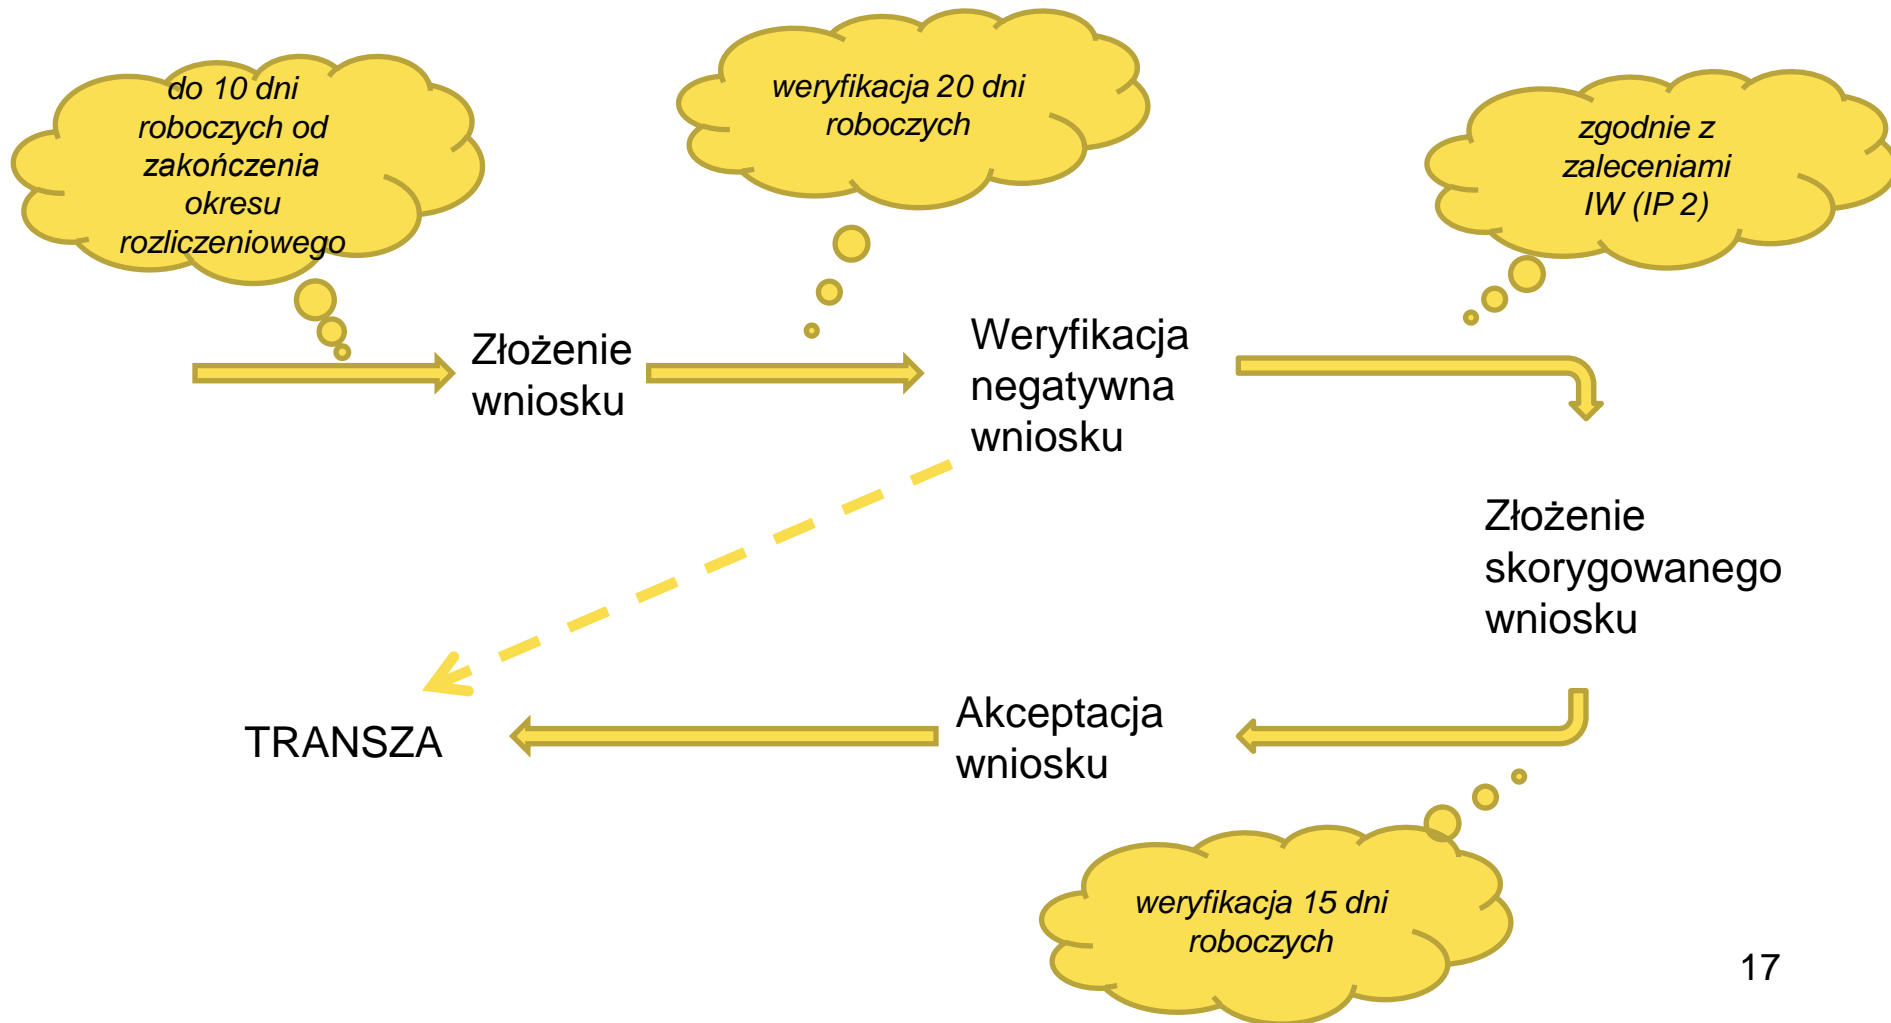 do 10 dni
roboczych od
zakończenia
okresu
rozliczeniowego
weryfikacja 20 dni
roboczych
zgodnie z
zaleceniami
IW (IP 2)
Złożenie
wniosku
Weryfikacja
negatywna
wniosku
Złożenie
skorygowanego
wniosku
Akceptacja
wniosku
TRANSZA
weryfikacja 15 dni
roboczych
17